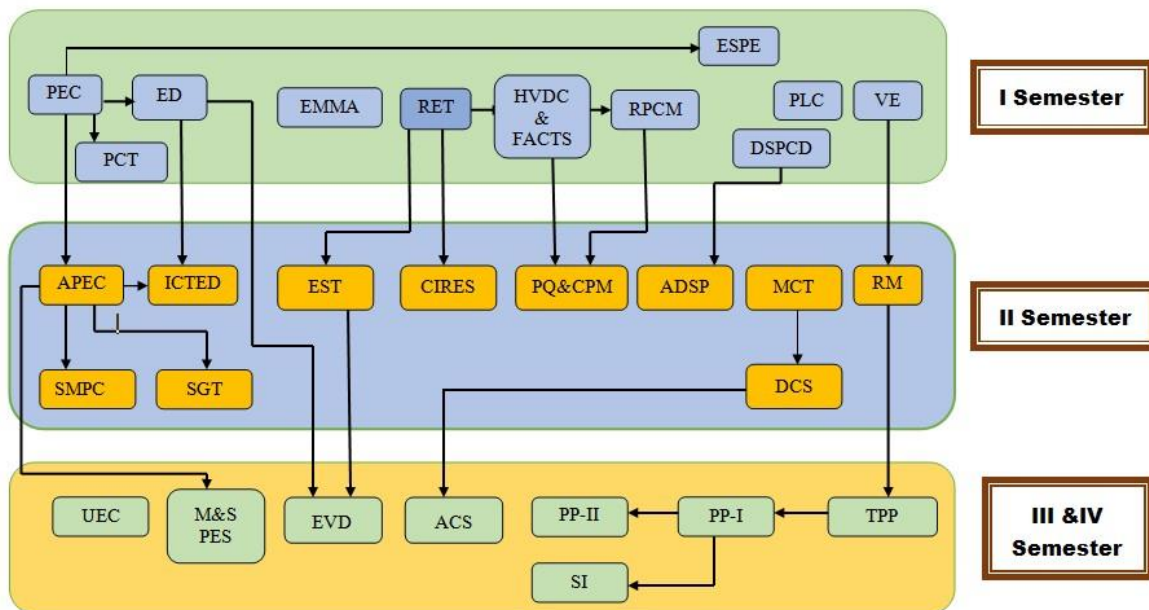 ESPE
PEC
ED
EMMA
RET
HVDC
&
FACTS
RPCM
PLC
VE
PCT
DSPCD
I Semester
APEC
ICTED
EST
CIRES
PQ&CPM
ADSP
MCT
RM
II Semester
SMPC
SGT
DCS
UEC
M&S
PES
EVD
ACS
PP-II
PP-I
TPP
SI
III &IV
Semester